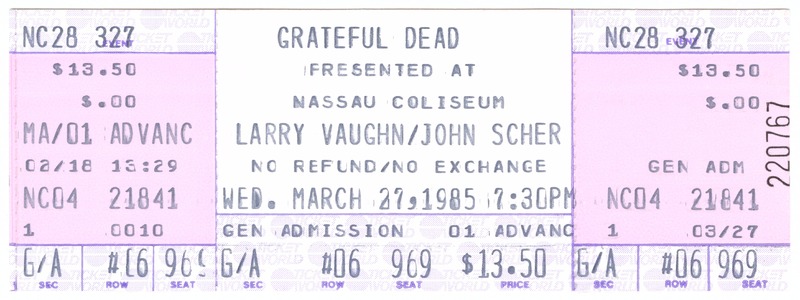 NC28 327
EVENT
$13.50
$.00
MA/01 ADVANC
02/18 13:29
NC04 21841
1 0010
G/A #06 969
SEC ROW SEAT
GRATEFUL DEAD
PRESENTED AT
NASSAU COLISEUM
LARRY VAUGHN/JOHN SCHER
NO REFUND/NO EXCHANGE
WED. MARCH 27,1985 7:30PM
GEN ADMISSION 01 ADVANC
G/A #06 969 $13.50
SEC ROW SEAT PRICE
NC28 327
EVENT
$13.50
$.00
GEN ADM
NC04 21841
1 03/27
G/A #06 969
SEC ROW SEAT
220767
TICKET WORLD